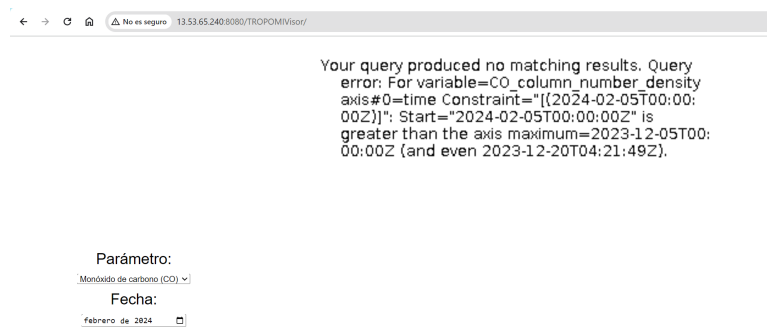 No es seguro 13.53.65.240:8080/TROPOMIVisor/
Your query produced no matching results. Query
error: For variable=CO_column_number_density
axis#0=time Constraint="[(2024-02-05T00:00:
00Z)]": Start="2024-02-05T00:00:00Z" is
greater than the axis maximum=2023-12-05T00:
00:00Z (and even 2023-12-20T04:21:49Z).
Parámetro:
Monóxido de carbono (CO)
Fecha:
febrero de 2024